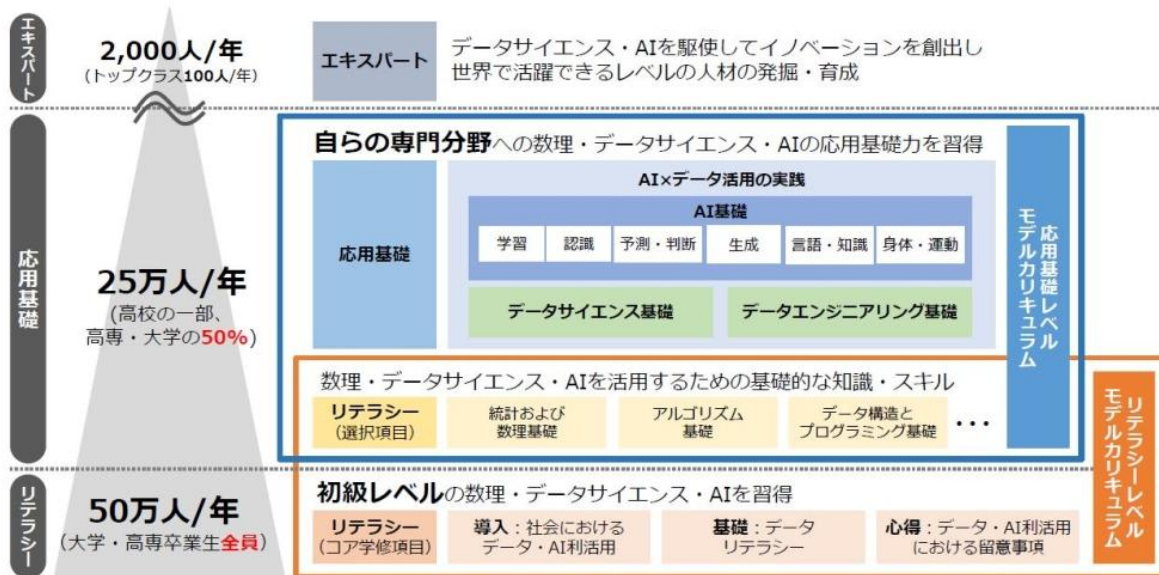 エキスパート
2,000人/年
(トップクラス100人/年)
エキスパート
データサイエンス・AIを駆使してイノベーションを創出し
世界で活躍できるレベルの人材の発掘・育成
応用基礎
25万人/年
(高校の一部、
高専・大学の50%)
自らの専門分野への数理・データサイエンス・AIの応用基礎力を習得
応用基礎
AI×データ活用の実践
AI基礎
学習
認識
予測・判断
生成
言語・知識
身体・運動
データサイエンス基礎
データエンジニアリング基礎
応用基礎レベル
モデルカリキュラム
数理・データサイエンス・AIを活用するための基礎的な知識・スキル
リテラシー
(選択項目)
統計および
数理基礎
アルゴリズム
基礎
データ構造と
プログラミング基礎
・・・
リテラシーレベル
モデルカリキュラム
リテラシー
50万人/年
(大学・高専卒業生全員)
初級レベルの数理・データサイエンス・AIを習得
リテラシー
(コア学修項目)
導入:社会における
データ・AI利活用
基礎:データ
リテラシー
心得:データ・AI利活用
における留意事項